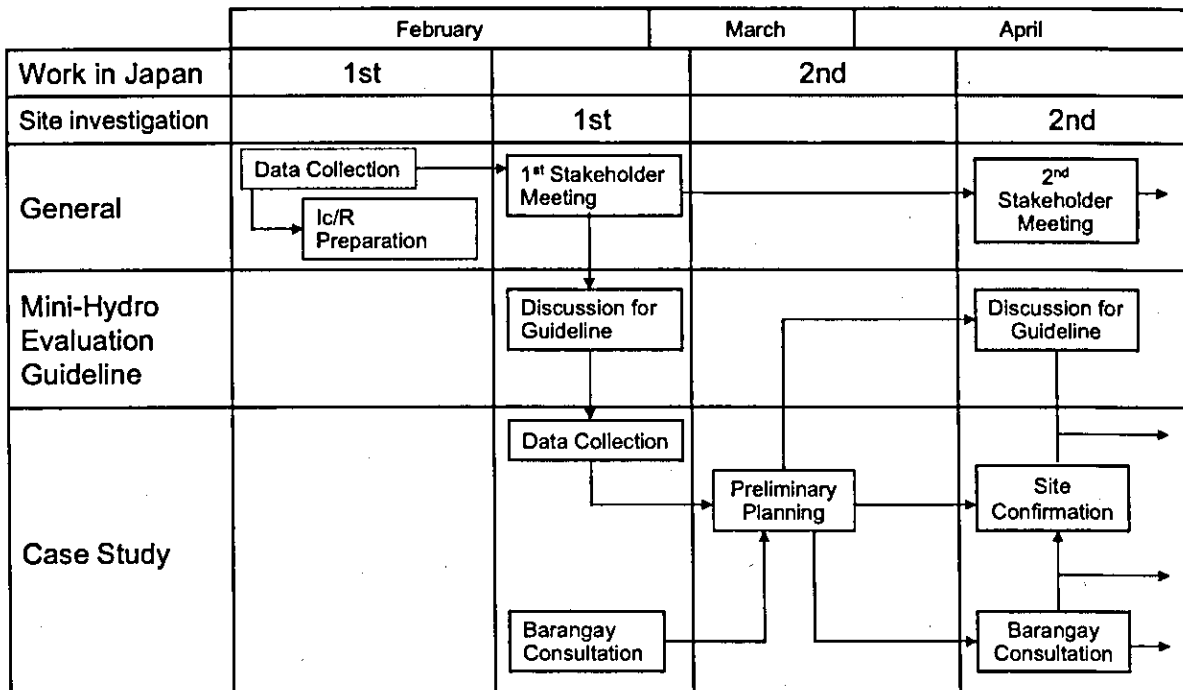 February
March
April
Work in Japan
1st
2nd
Site investigation
1st
2nd
General
Data Collection
Ic/R
Preparation
1st Stakeholder
Meeting
2nd
Stakeholder
Meeting
Mini-Hydro
Evaluation
Guideline
Discussion for
Guideline
Discussion for
Guideline
Case Study
Data Collection
Preliminary
Planning
Site
Confirmation
Barangay
Consultation
Barangay
Consultation